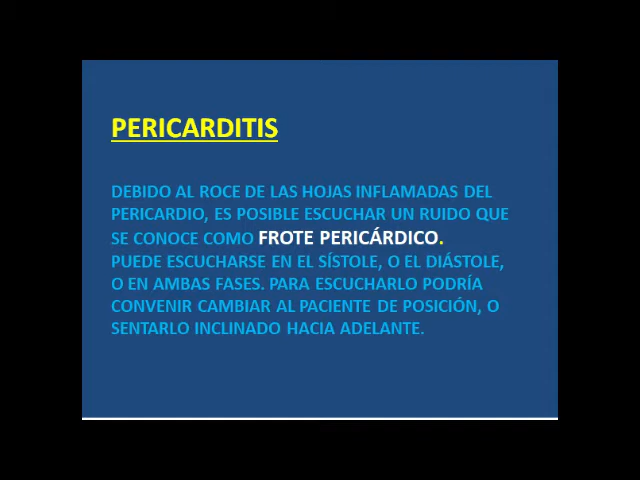 PERICARDITIS
DEBIDO AL ROCE DE LAS HOJAS INFLAMADAS DEL
PERICARDIO, ES POSIBLE ESCUCHAR UN RUIDO QUE
SE CONOCE COMO FROTE PERICÁRDICO.
PUEDE ESCUCHARSE EN EL SÍSTOLE, O EL DIÁSTOLE,
O EN AMBAS FASES. PARA ESCUCHARLO PODRÍA
CONVENIR CAMBIAR AL PACIENTE DE POSICIÓN, O
SENTARLO INCLINADO HACIA ADELANTE.